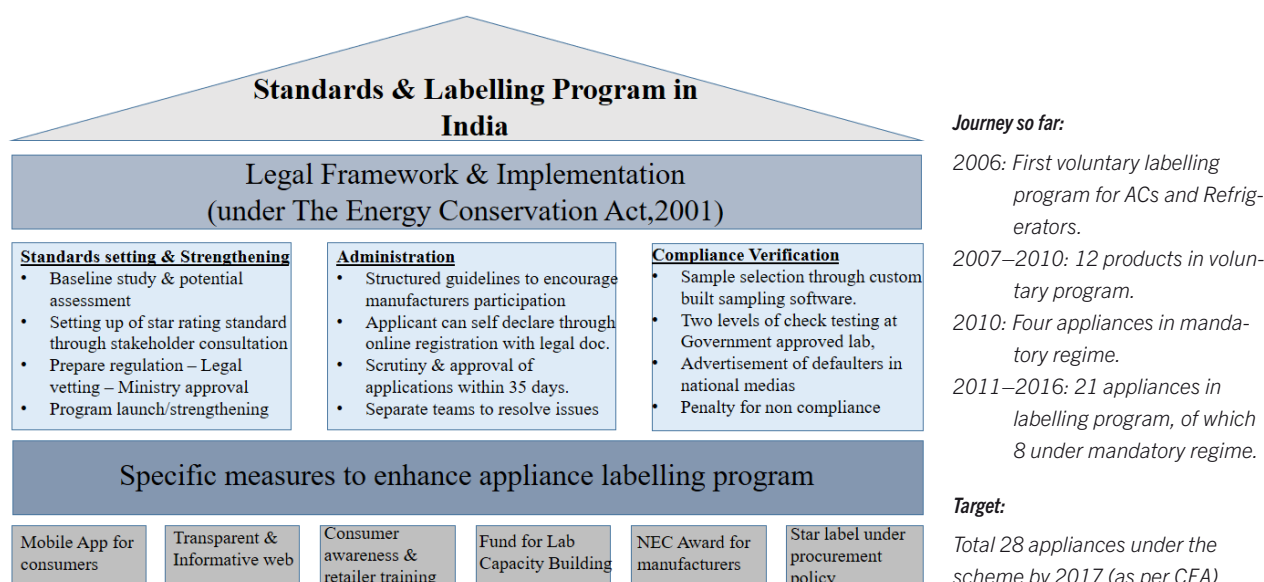 Standards & Labelling Program in
India
Legal Framework & Implementation
(under The Energy Conservation Act,2001)
Standards setting & Strengthening
• Baseline study & potential
assessment
• Setting up of star rating standard
through stakeholder consultation
• Prepare regulation – Legal
vetting – Ministry approval
• Program launch/strengthening
Administration
• Structured guidelines to encourage
manufacturers participation
• Applicant can self declare through
online registration with legal doc.
• Scrutiny & approval of
applications within 35 days.
• Separate teams to resolve issues
Compliance Verification
• Sample selection through custom
built sampling software.
• Two levels of check testing at
Government approved lab,
• Advertisement of defaulters in
national medias
• Penalty for non compliance
Specific measures to enhance appliance labelling program
Mobile App for
consumers
Transparent &
Informative web
Consumer
awareness &
retailer training
Fund for Lab
Capacity Building
NEC Award for
manufacturers
Star label under
procurement
policy
Journey so far:
2006: First voluntary labelling
program for ACs and Refrig-
erators.
2007–2010: 12 products in volun-
tary program.
2010: Four appliances in manda-
tory regime.
2011–2016: 21 appliances in
labelling program, of which
8 under mandatory regime.
Target:
Total 28 appliances under the
scheme by 2017 (as per CEA)